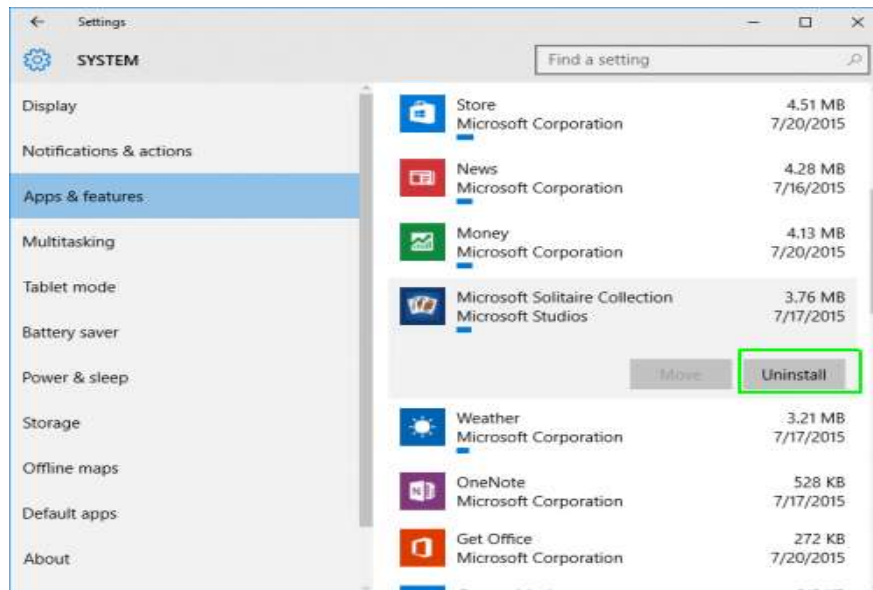 Settings
SYSTEM
Find a setting
Display
Notifications & actions
Apps & features
Multitasking
Tablet mode
Battery saver
Power & sleep
Storage
Offline maps
Default apps
About
Store 4.51 MB
Microsoft Corporation 7/20/2015
News 4.28 MB
Microsoft Corporation 7/16/2015
Money 4.13 MB
Microsoft Corporation 7/20/2015
Microsoft Solitaire Collection 3.76 MB
Microsoft Studios 7/17/2015
Move Uninstall
Weather 3.21 MB
Microsoft Corporation 7/17/2015
OneNote 528 KB
Microsoft Corporation 7/17/2015
Get Office 272 KB
Microsoft Corporation 7/20/2015